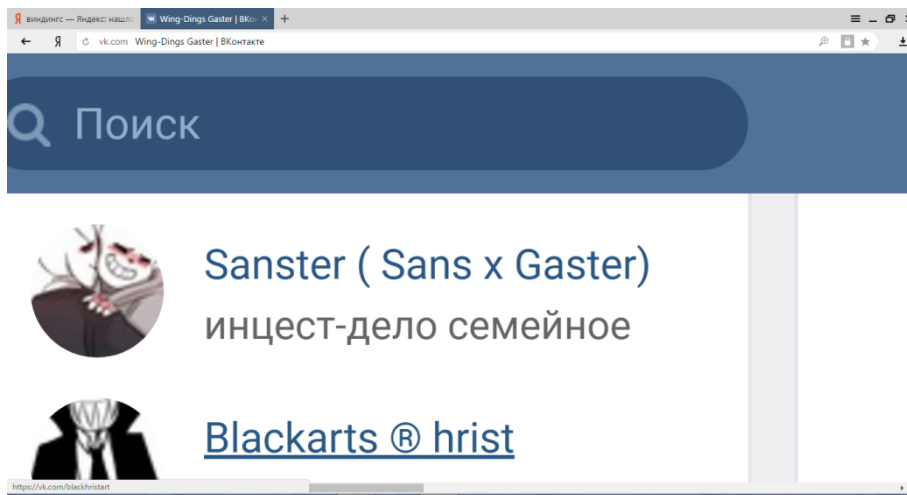 виндингс — Яндекс: нашло
Wing-Dings Gaster | ВКон
vk.com Wing-Dings Gaster | ВКонтакте
Поиск
Sanster ( Sans x Gaster)
инцест-дело семейное
Blackarts ® hrist
https://vk.com/blackhristart